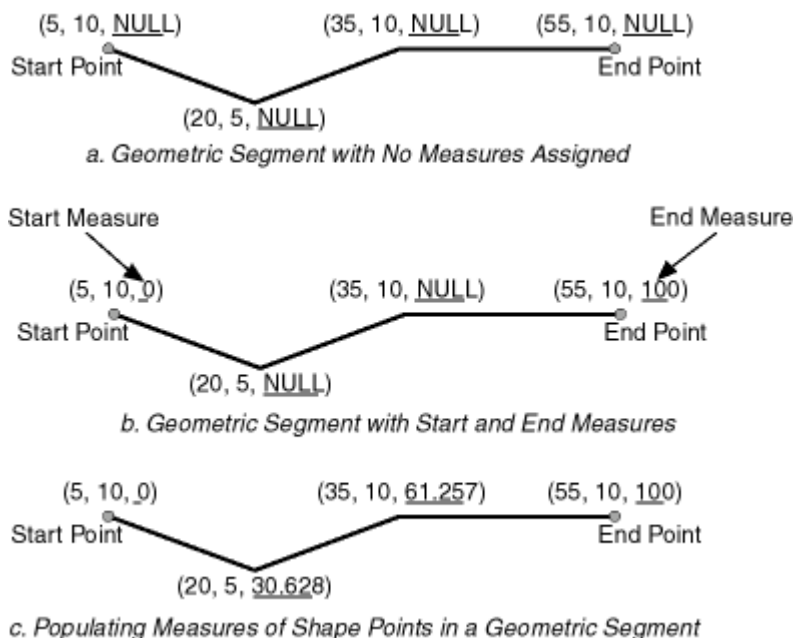 (5, 10, NULL) (35, 10, NULL) (55, 10, NULL)
Start Point End Point
(20, 5, NULL)
a. Geometric Segment with No Measures Assigned
Start Measure End Measure
(5, 10, 0) (35, 10, NULL) (55, 10, 100)
Start Point End Point
(20, 5, NULL)
b. Geometric Segment with Start and End Measures
(5, 10, 0) (35, 10, 61.257) (55, 10, 100)
Start Point End Point
(20, 5, 30.628)
c. Populating Measures of Shape Points in a Geometric Segment